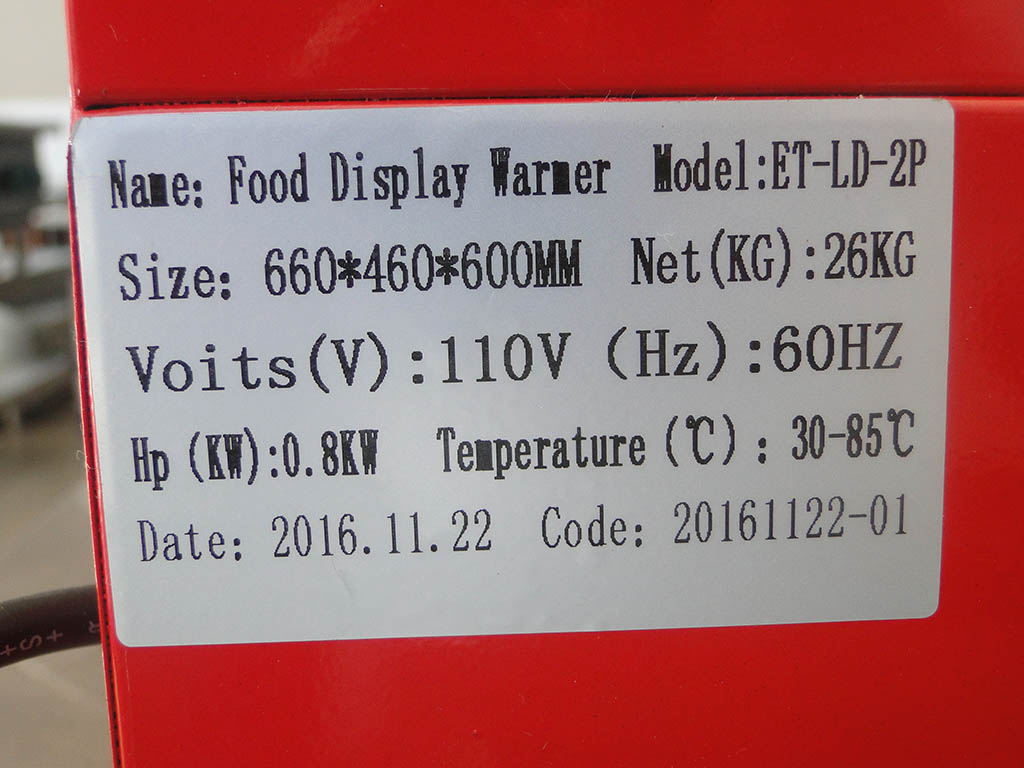 Name: Food Display Warmer Model:ET-LD-2P
Size: 660*460*600MM Net(KG):26KG
Voits(V):110V (Hz):60HZ
Hp(KW):0.8KW Temperature(℃): 30-85℃
Date: 2016.11.22 Code: 20161122-01